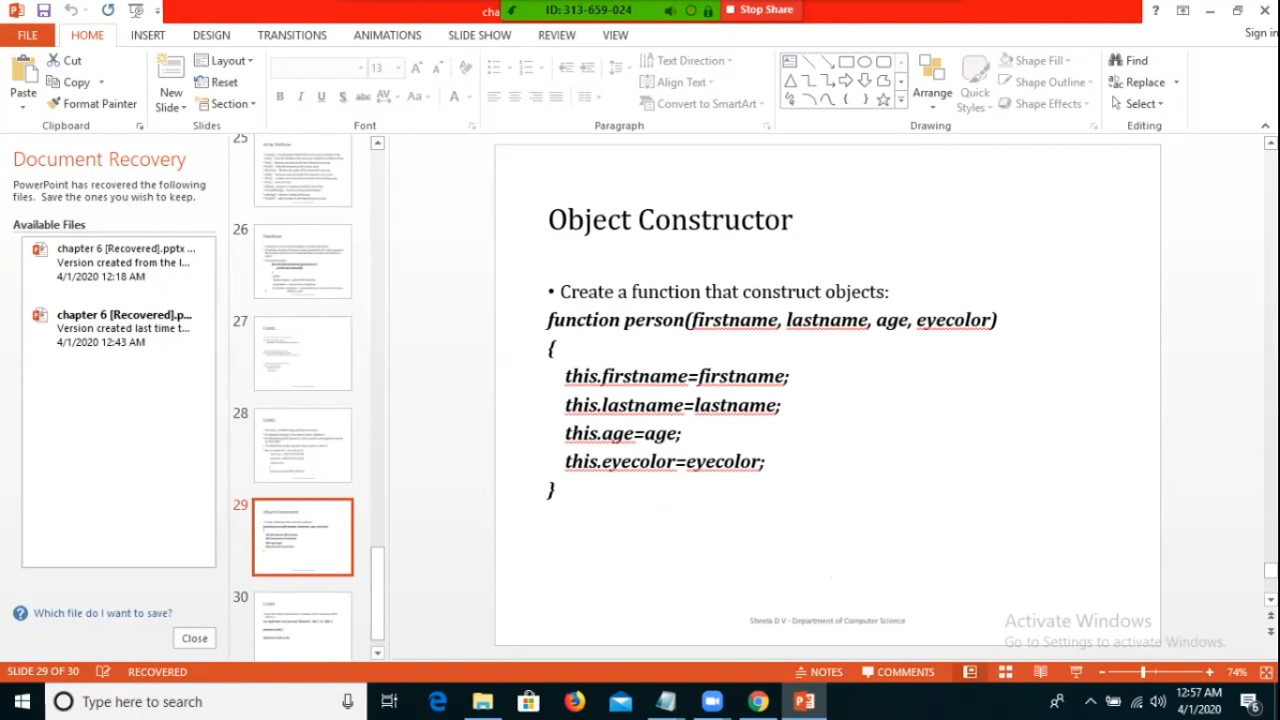 cha
ID: 313-659-024
Stop Share
?
FILE
HOME
INSERT
DESIGN
TRANSITIONS
ANIMATIONS
SLIDE SHOW
REVIEW
VIEW
Sign in
Paste
Cut
Copy
Format Painter
Clipboard
New
Slide
Layout
Reset
Section
Slides
13
B I U S abc AV Aa A
Font
Text Direction
Align Text
Convert to SmartArt
Paragraph
Arrange
Quick
Styles
Shape Fill
Shape Outline
Shape Effects
Drawing
Find
Replace
Select
Editing
Document Recovery
PowerPoint has recovered the following
files. Save the ones you wish to keep.
Available Files
chapter 6 [Recovered].pptx ...
Version created from the l...
4/1/2020 12:18 AM
chapter 6 [Recovered].p...
Version created last time t...
4/1/2020 12:43 AM
Which file do I want to save?
Close
25
26
27
28
29
30
Object Constructor
• Create a function that construct objects:
function person(firstname, lastname, age, eyecolor)
{
this.firstname=firstname;
this.lastname=lastname;
this.age=age;
this.eyecolor=eyecolor;
}
Sheela D V - Department of Computer Science
Activate Windows
Go to Settings to activate Windows.
SLIDE 29 OF 30
RECOVERED
NOTES
COMMENTS
74%
Type here to search
12:57 AM
4/1/2020
6